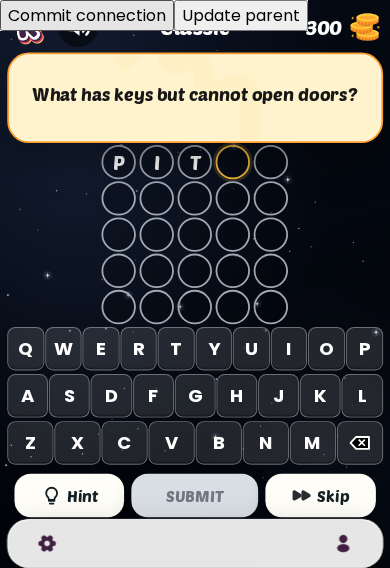 Commit connection Update parent
Classic 300
What has keys but cannot open doors?
P I T
Q W E R T Y U I O P
A S D F G H J K L
Z X C V B N M
Hint SUBMIT Skip